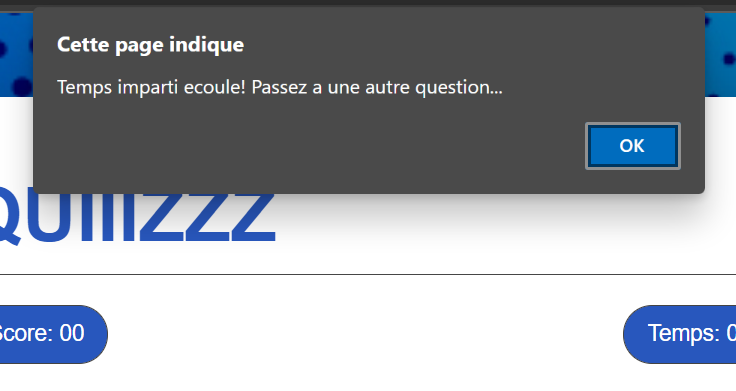 Cette page indique
Temps imparti ecoule! Passez a une autre question...
OK
QUIIIZZZ
Score: 00
Temps: 0